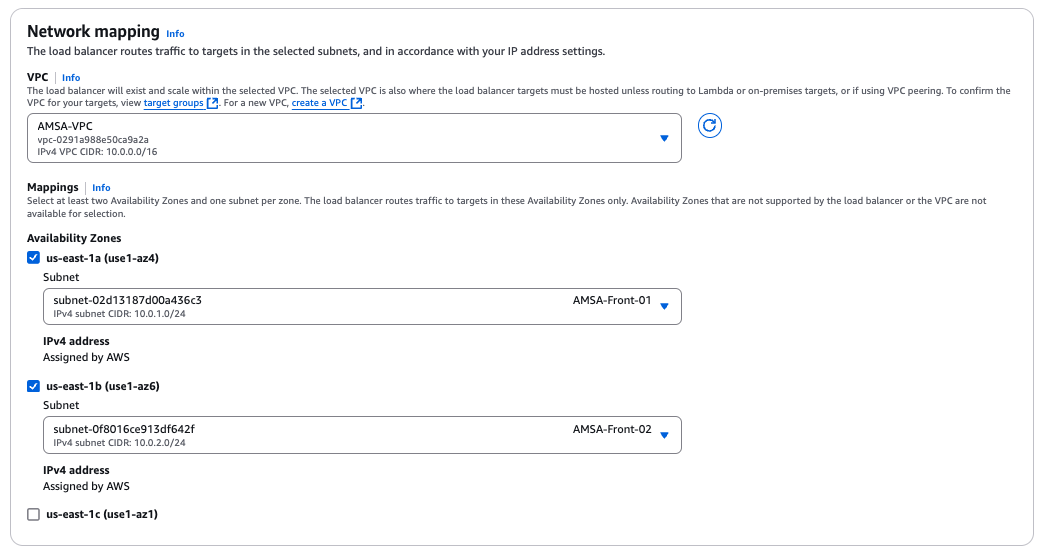 Network mapping Info
The load balancer routes traffic to targets in the selected subnets, and in accordance with your IP address settings.
VPC Info
The load balancer will exist and scale within the selected VPC. The selected VPC is also where the load balancer targets must be hosted unless routing to Lambda or on-premises targets, or if using VPC peering. To confirm the
VPC for your targets, view target groups. For a new VPC, create a VPC.
AMSA-VPC
vpc-0291a988e50ca9a2a
IPv4 VPC CIDR: 10.0.0.0/16
Mappings Info
Select at least two Availability Zones and one subnet per zone. The load balancer routes traffic to targets in these Availability Zones only. Availability Zones that are not supported by the load balancer or the VPC are not
available for selection.
Availability Zones
us-east-1a (use1-az4)
Subnet
subnet-02d13187d00a436c3 AMSA-Front-01
IPv4 subnet CIDR: 10.0.1.0/24
IPv4 address
Assigned by AWS
us-east-1b (use1-az6)
Subnet
subnet-0f8016ce913df642f AMSA-Front-02
IPv4 subnet CIDR: 10.0.2.0/24
IPv4 address
Assigned by AWS
us-east-1c (use1-az1)